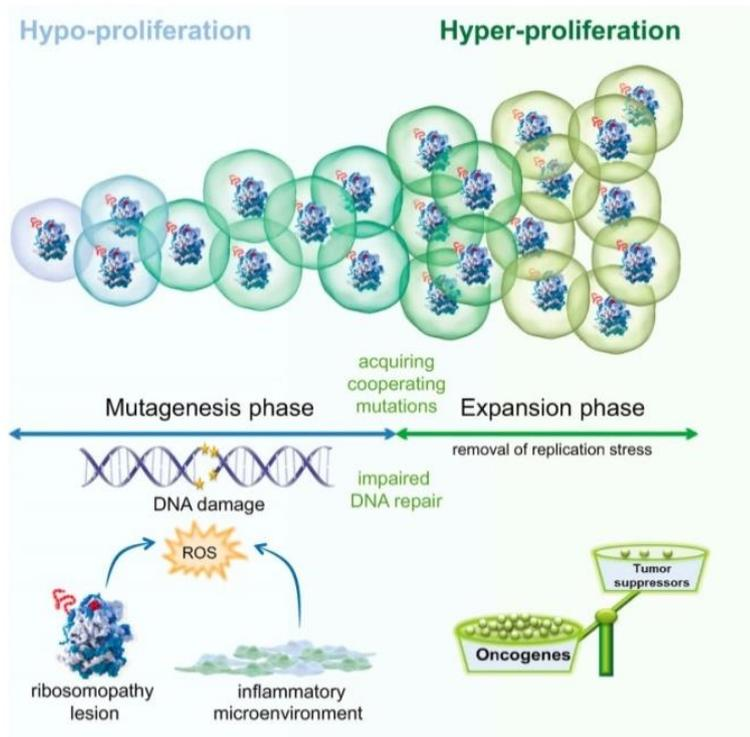 Hypo-proliferation
Hyper-proliferation
acquiring
cooperating
mutations
Mutagenesis phase
Expansion phase
removal of replication stress
DNA damage
impaired
DNA repair
ROS
Tumor
suppressors
Oncogenes
ribosomopathy
lesion
inflammatory
microenvironment